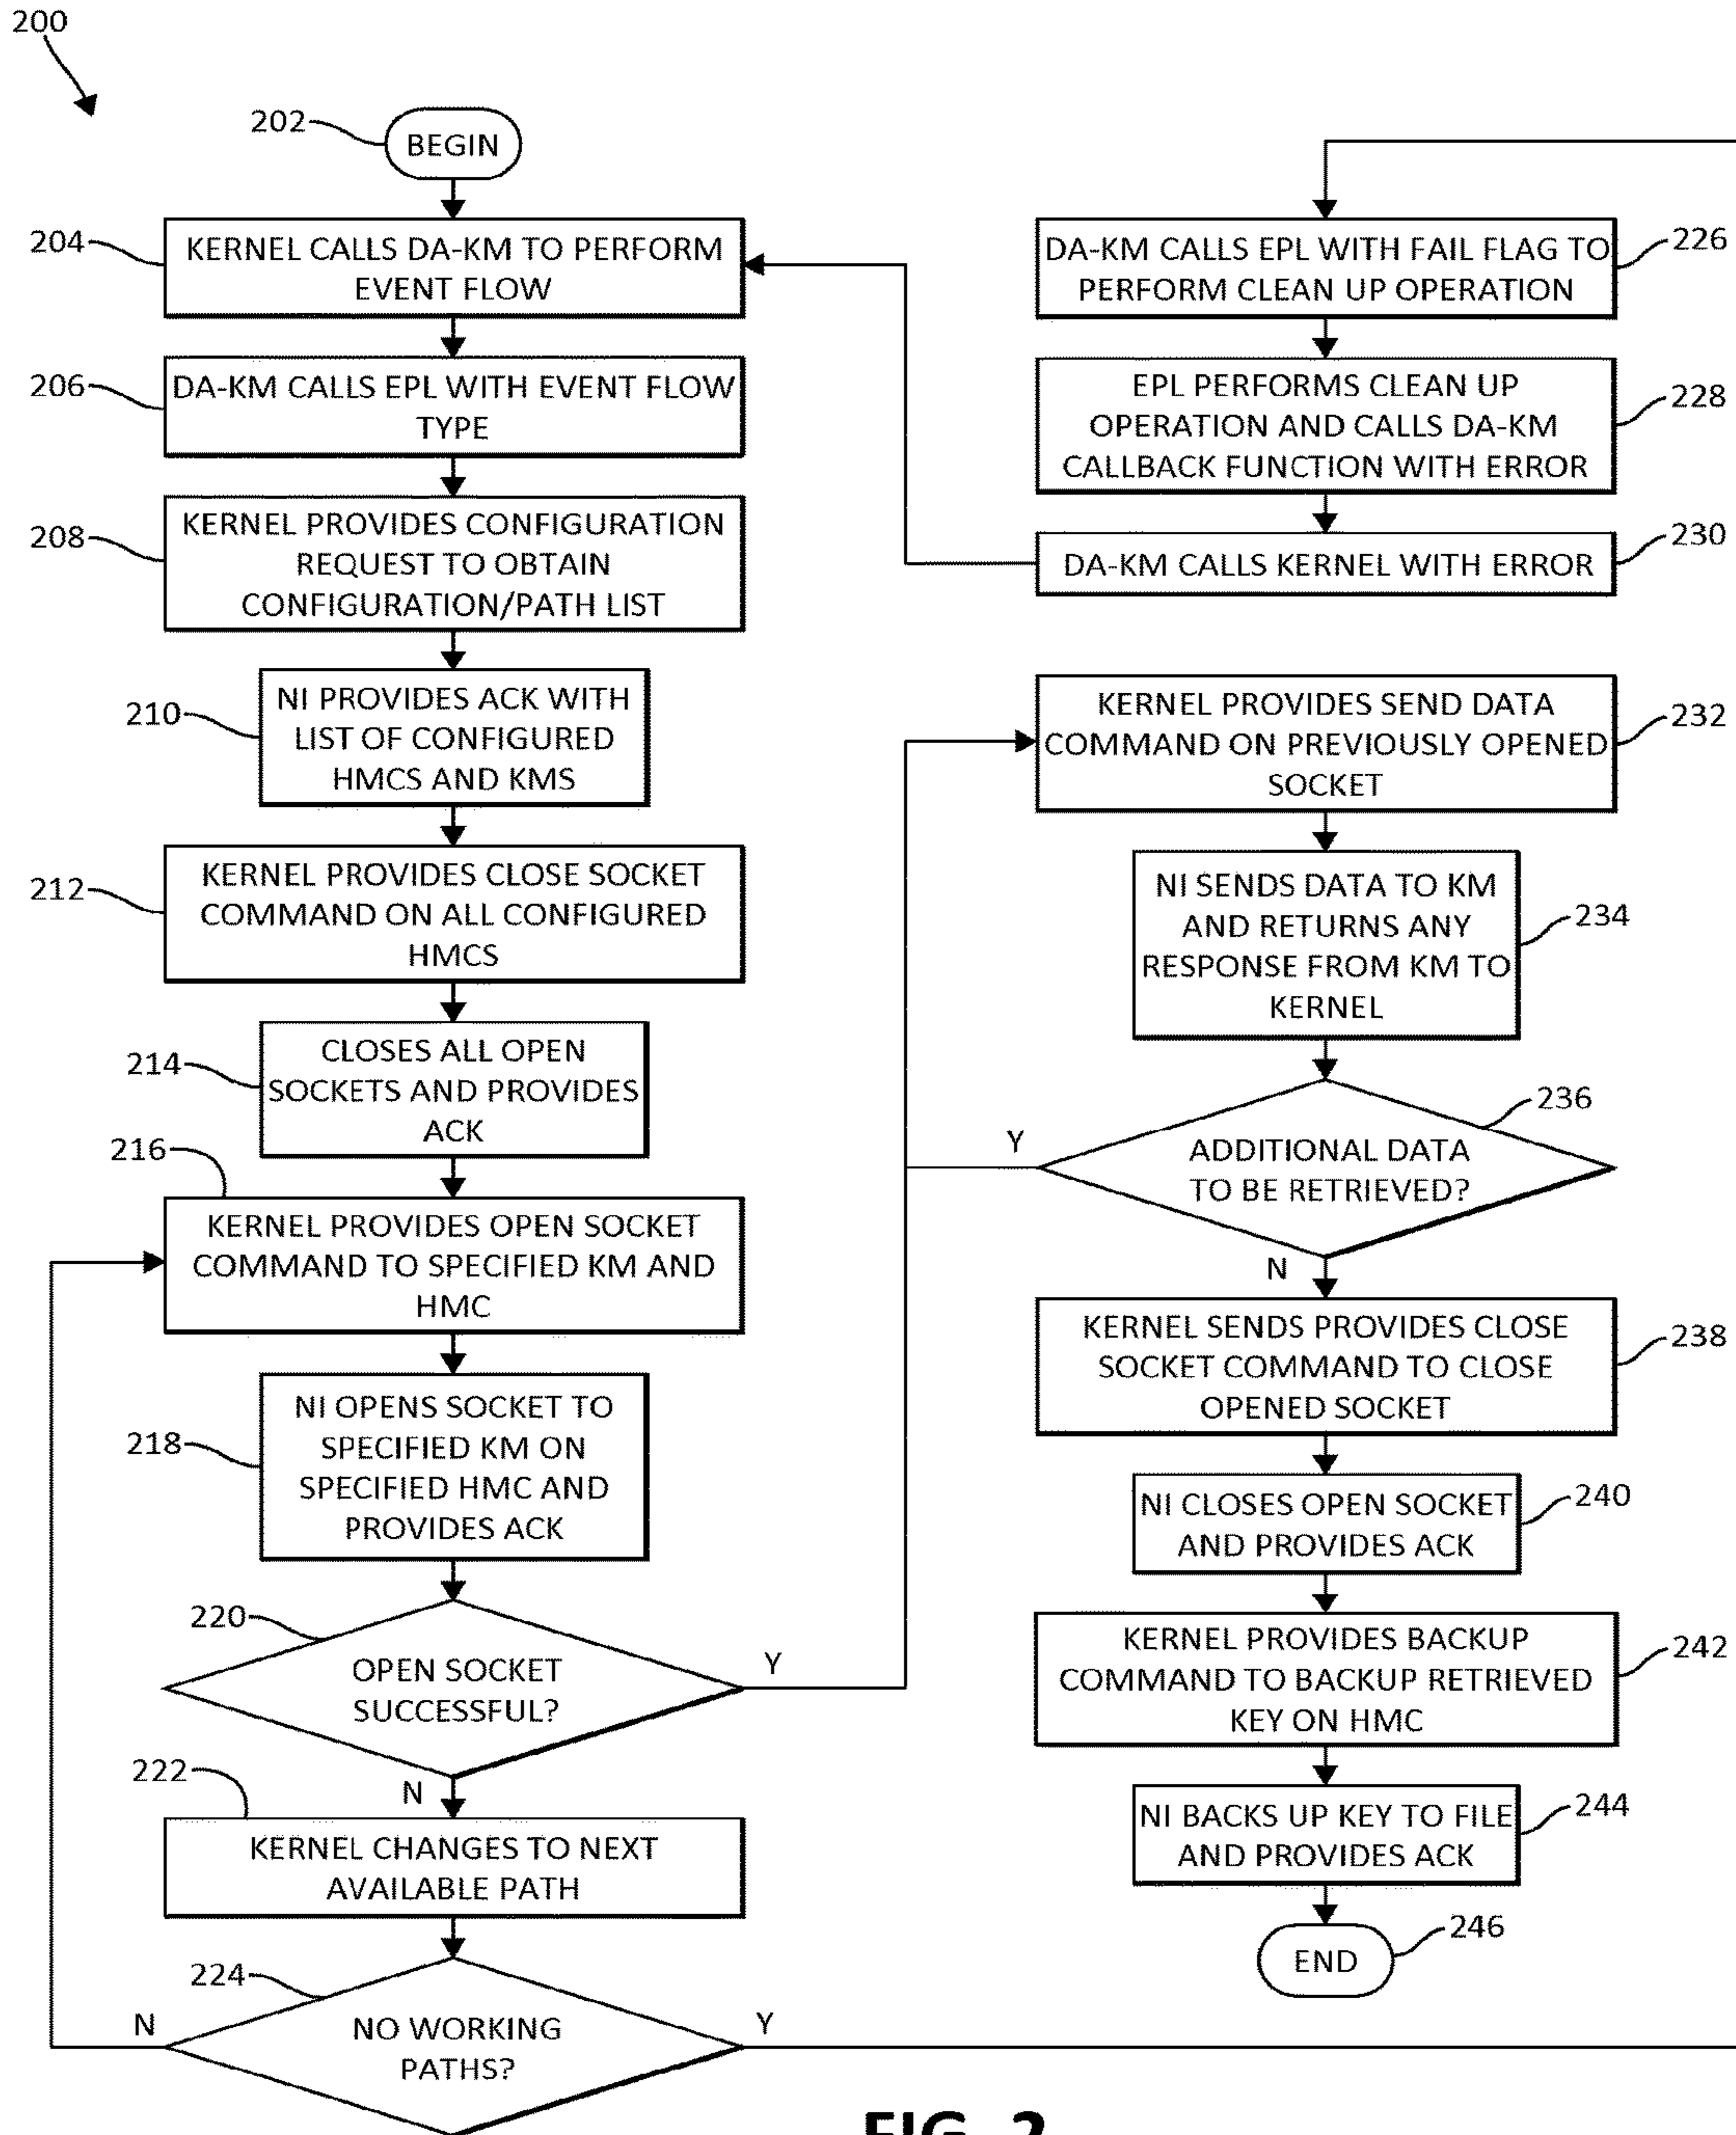 200
202
BEGIN
204
KERNEL CALLS DA-KM TO PERFORM
EVENT FLOW
206
DA-KM CALLS EPL WITH EVENT FLOW
TYPE
208
KERNEL PROVIDES CONFIGURATION
REQUEST TO OBTAIN
CONFIGURATION/PATH LIST
210
NI PROVIDES ACK WITH
LIST OF CONFIGURED
HMCS AND KMS
212
KERNEL PROVIDES CLOSE SOCKET
COMMAND ON ALL CONFIGURED
HMCS
214
CLOSES ALL OPEN
SOCKETS AND PROVIDES
ACK
216
KERNEL PROVIDES OPEN SOCKET
COMMAND TO SPECIFIED KM AND
HMC
218
NI OPENS SOCKET TO
SPECIFIED KM ON
SPECIFIED HMC AND
PROVIDES ACK
220
OPEN SOCKET
SUCCESSFUL?
Y
N
222
KERNEL CHANGES TO NEXT
AVAILABLE PATH
224
NO WORKING
PATHS?
N
Y
226
DA-KM CALLS EPL WITH FAIL FLAG TO
PERFORM CLEAN UP OPERATION
228
EPL PERFORMS CLEAN UP
OPERATION AND CALLS DA-KM
CALLBACK FUNCTION WITH ERROR
230
DA-KM CALLS KERNEL WITH ERROR
232
KERNEL PROVIDES SEND DATA
COMMAND ON PREVIOUSLY OPENED
SOCKET
234
NI SENDS DATA TO KM
AND RETURNS ANY
RESPONSE FROM KM TO
KERNEL
236
ADDITIONAL DATA
TO BE RETRIEVED?
Y
N
238
KERNEL SENDS PROVIDES CLOSE
SOCKET COMMAND TO CLOSE
OPENED SOCKET
240
NI CLOSES OPEN SOCKET
AND PROVIDES ACK
242
KERNEL PROVIDES BACKUP
COMMAND TO BACKUP RETRIEVED
KEY ON HMC
244
NI BACKS UP KEY TO FILE
AND PROVIDES ACK
246
END
FIG. 2